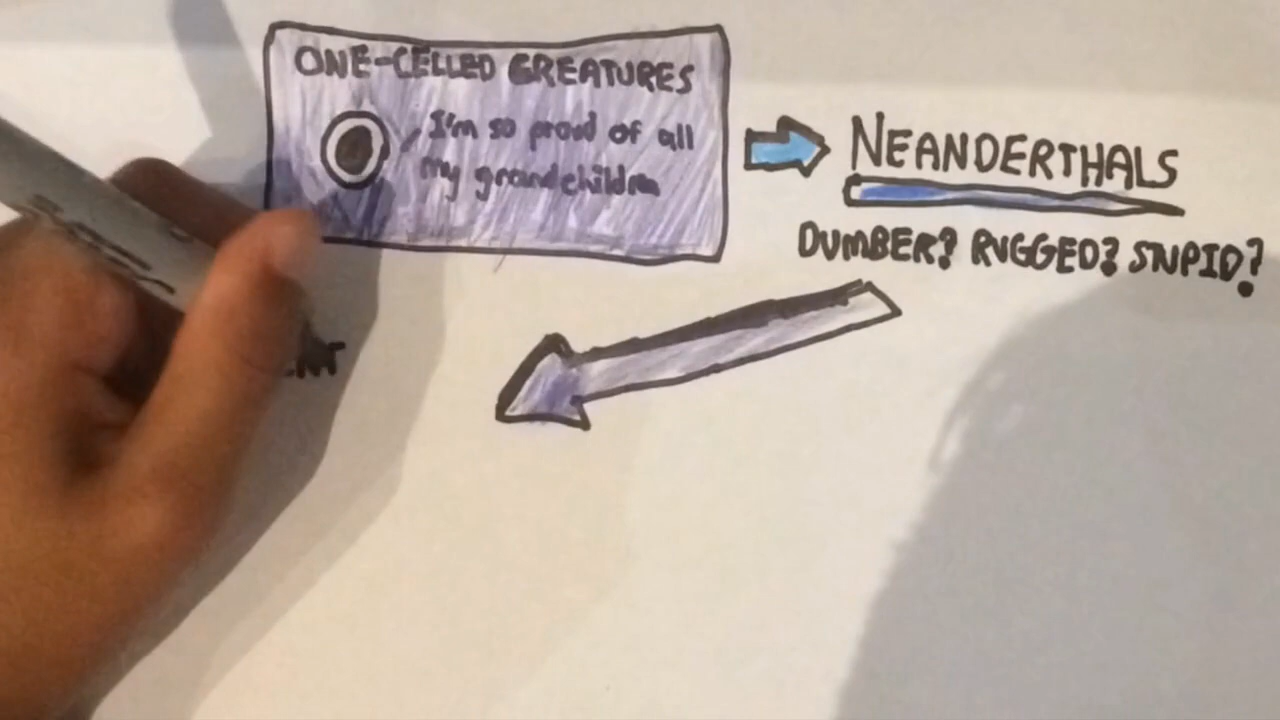 ONE-CELLED CREATURES
I'm so proud of all
my grandchildren
NEANDERTHALS
DUMBER? RUGGED? STUPID?